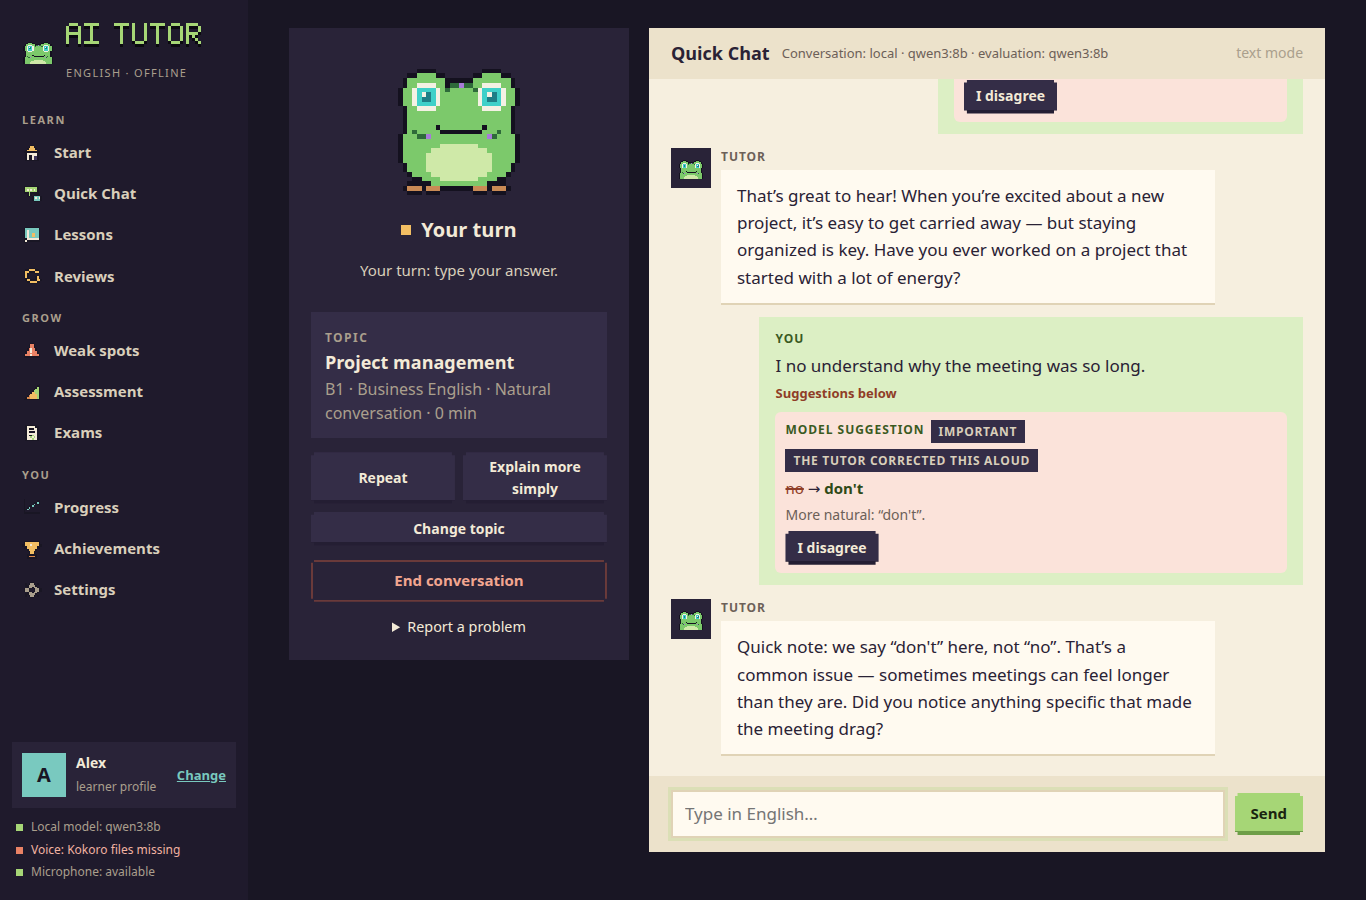 AI TUTOR
ENGLISH · OFFLINE
LEARN
Start
Quick Chat
Lessons
Reviews
GROW
Weak spots
Assessment
Exams
YOU
Progress
Achievements
Settings
A
Alex
learner profile
Change
Local model: qwen3:8b
Voice: Kokoro files missing
Microphone: available
Your turn
Your turn: type your answer.
TOPIC
Project management
B1 · Business English · Natural
conversation · 0 min
Repeat
Explain more
simply
Change topic
End conversation
Report a problem
Quick Chat Conversation: local · qwen3:8b · evaluation: qwen3:8b text mode
I disagree
TUTOR
That’s great to hear! When you’re excited about a new
project, it’s easy to get carried away — but staying
organized is key. Have you ever worked on a project that
started with a lot of energy?
YOU
I no understand why the meeting was so long.
Suggestions below
MODEL SUGGESTION IMPORTANT
THE TUTOR CORRECTED THIS ALOUD
no → don't
More natural: “don't”.
I disagree
TUTOR
Quick note: we say “don't” here, not “no”. That’s a
common issue — sometimes meetings can feel longer
than they are. Did you notice anything specific that made
the meeting drag?
Type in English...
Send